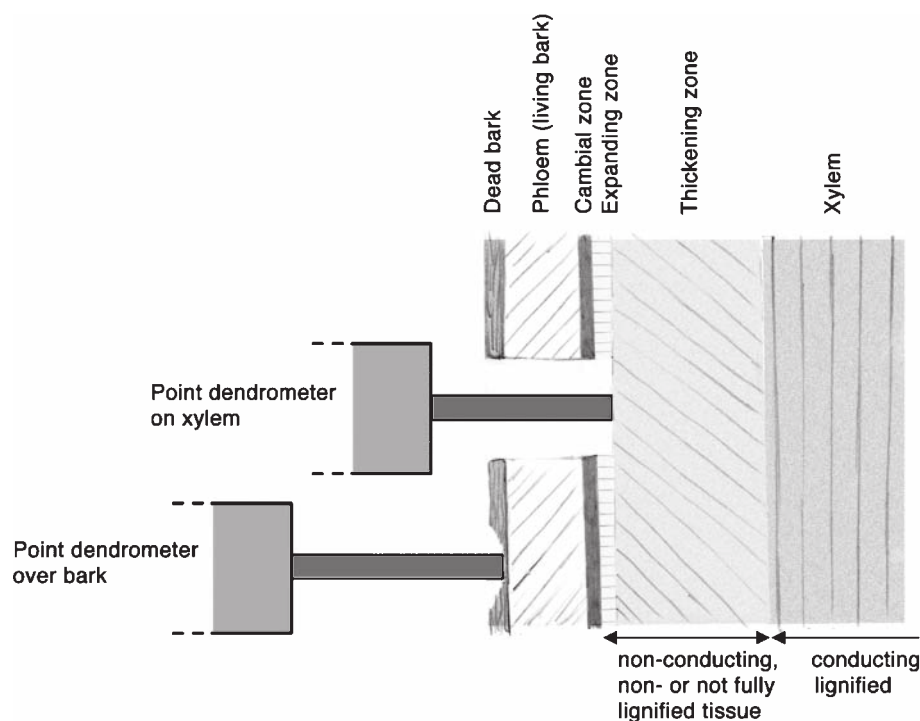 Dead bark
Phloem (living bark)
Cambial zone
Expanding zone
Thickening zone
Xylem
Point dendrometer
on xylem
Point dendrometer
over bark
non-conducting,
non- or not fully
lignified tissue
conducting
lignified